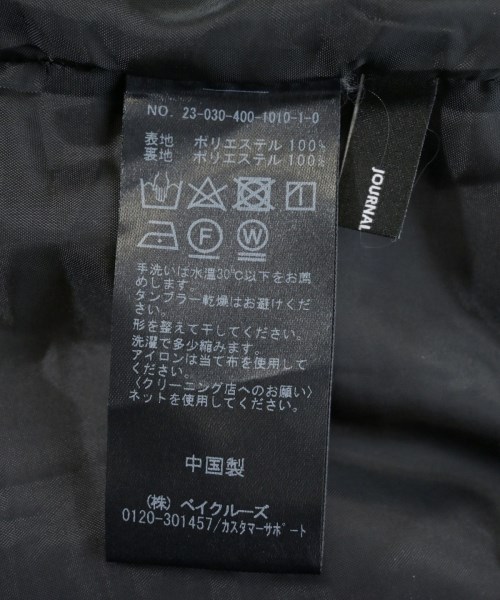 NO. 23-030-400-1010-1-0
表地 ポリエステル 100%
裏地 ポリエステル 100%
F
W
手洗いは水温30℃以下をお薦
めします。
タンブラー乾燥はお避けくだ
さい。
形を整えて干してください。
洗濯で多少縮みます。
アイロンは当て布を使用して
ください。
〈クリーニング店へのお願い〉
ネットを使用してください。
中国製
(株) ベイクルーズ
0120-301457/カスタマーサポート
JOURNAL